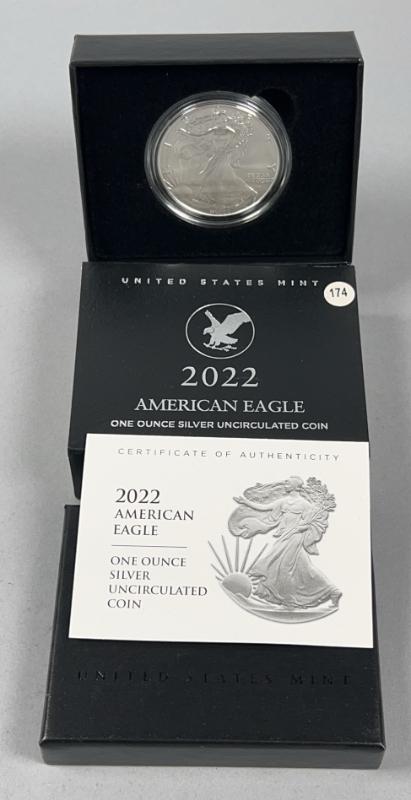 UNITED STATES MINT
174
2022
AMERICAN EAGLE
ONE OUNCE SILVER UNCIRCULATED COIN
CERTIFICATE OF AUTHENTICITY
2022
AMERICAN
EAGLE
ONE OUNCE
SILVER
UNCIRCULATED
COIN
UNITED STATES MINT